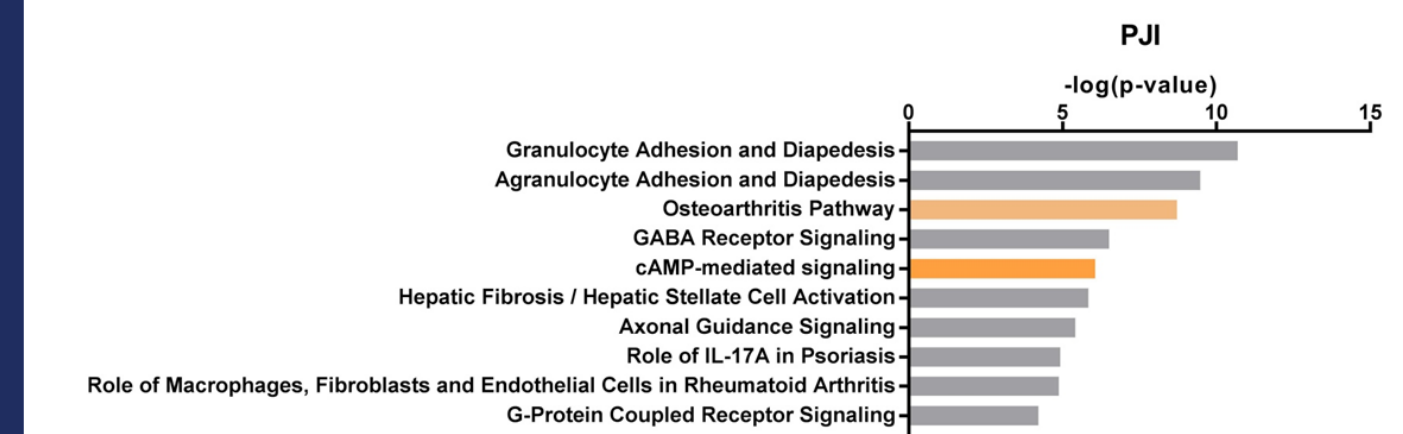 PJI
-log(p-value)
0 5 10 15
Granulocyte Adhesion and Diapedesis
Agranulocyte Adhesion and Diapedesis
Osteoarthritis Pathway
GABA Receptor Signaling
cAMP-mediated signaling
Hepatic Fibrosis / Hepatic Stellate Cell Activation
Axonal Guidance Signaling
Role of IL-17A in Psoriasis
Role of Macrophages, Fibroblasts and Endothelial Cells in Rheumatoid Arthritis
G-Protein Coupled Receptor Signaling